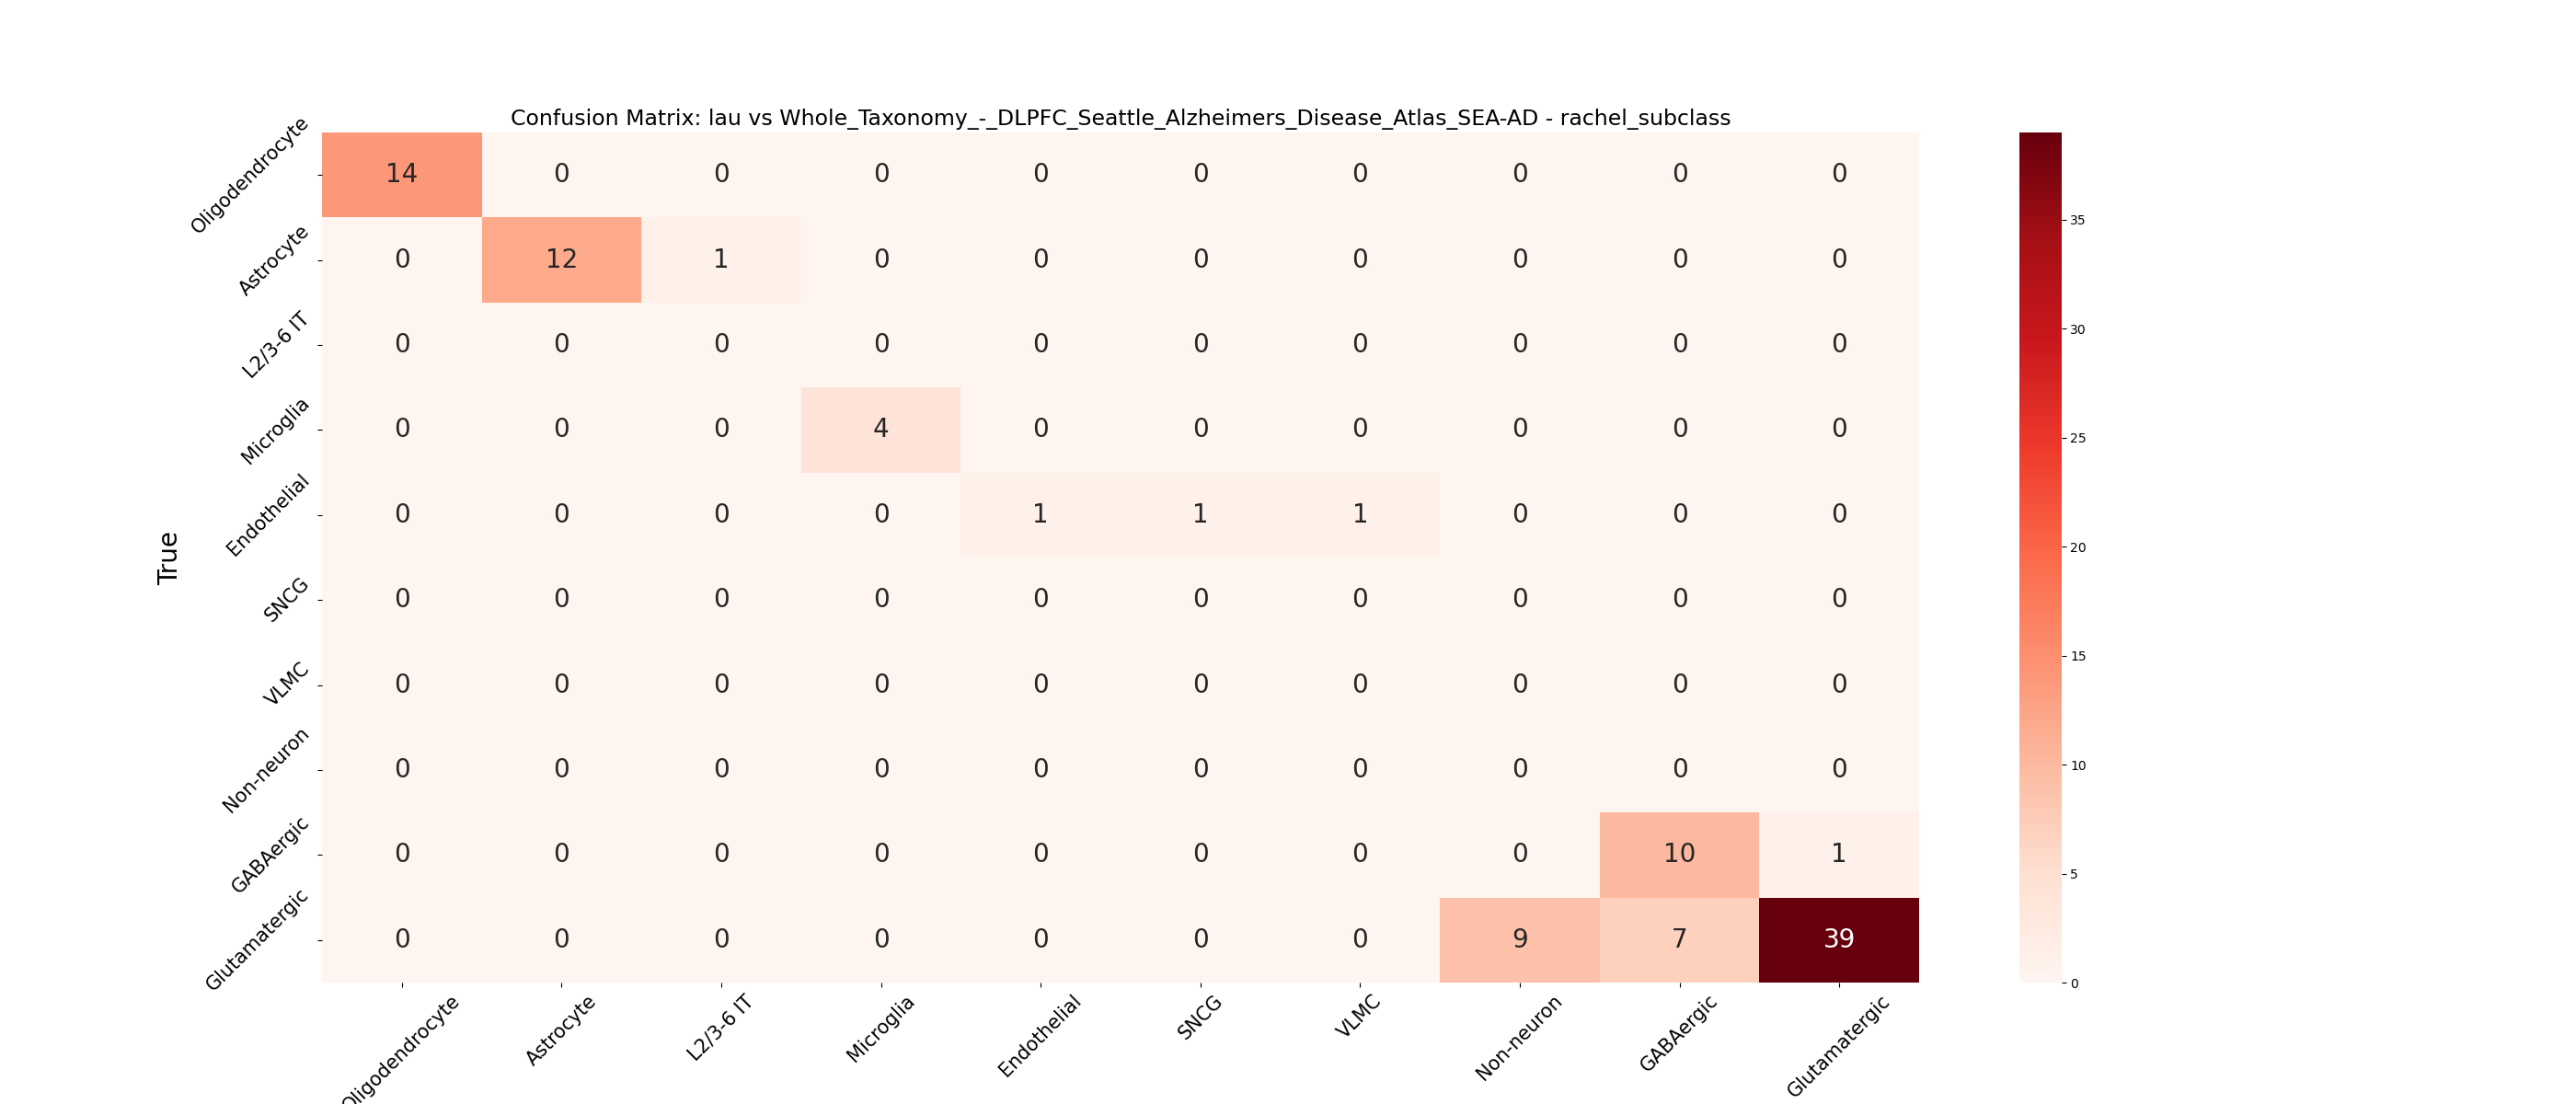 Confusion Matrix: lau vs Whole_Taxonomy_-_DLPFC_Seattle_Alzheimers_Disease_Atlas_SEA-AD - rachel_subclass
True
Oligodendrocyte 14 0 0 0 0 0 0 0 0 0
Astrocyte 0 12 1 0 0 0 0 0 0 0
L2/3-6 IT 0 0 0 0 0 0 0 0 0 0
Microglia 0 0 0 4 0 0 0 0 0 0
Endothelial 0 0 0 0 1 1 1 0 0 0
SNCG 0 0 0 0 0 0 0 0 0 0
VLMC 0 0 0 0 0 0 0 0 0 0
Non-neuron 0 0 0 0 0 0 0 0 0 0
GABAergic 0 0 0 0 0 0 0 0 10 1
Glutamatergic 0 0 0 0 0 0 0 9 7 39
Oligodendrocyte Astrocyte L2/3-6 IT Microglia Endothelial SNCG VLMC Non-neuron GABAergic Glutamatergic
35
30
25
20
15
10
5
0